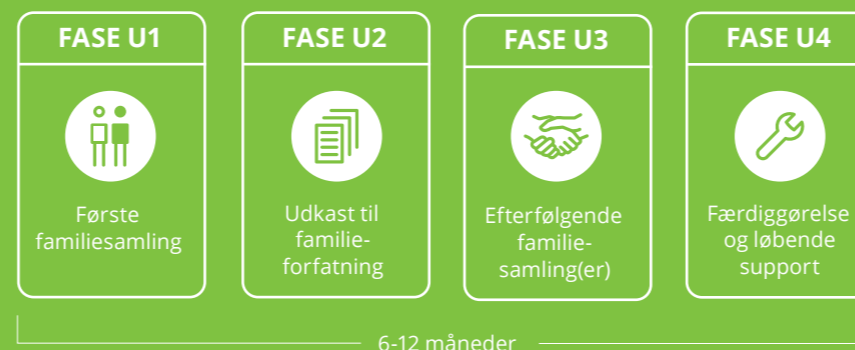 FASE U1
Første
familiesamling
FASE U2
Udkast til
familie-
forfatning
FASE U3
Efterfølgende
familie-
samling(er)
FASE U4
Færdiggørelse
og løbende
support
6-12 måneder